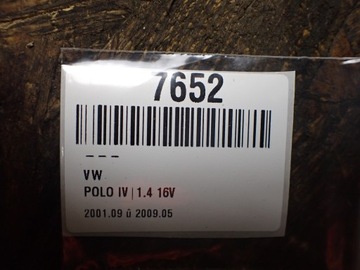 7652
– – –
VW
POLO IV | 1.4 16V
2001.09 ü 2009.05